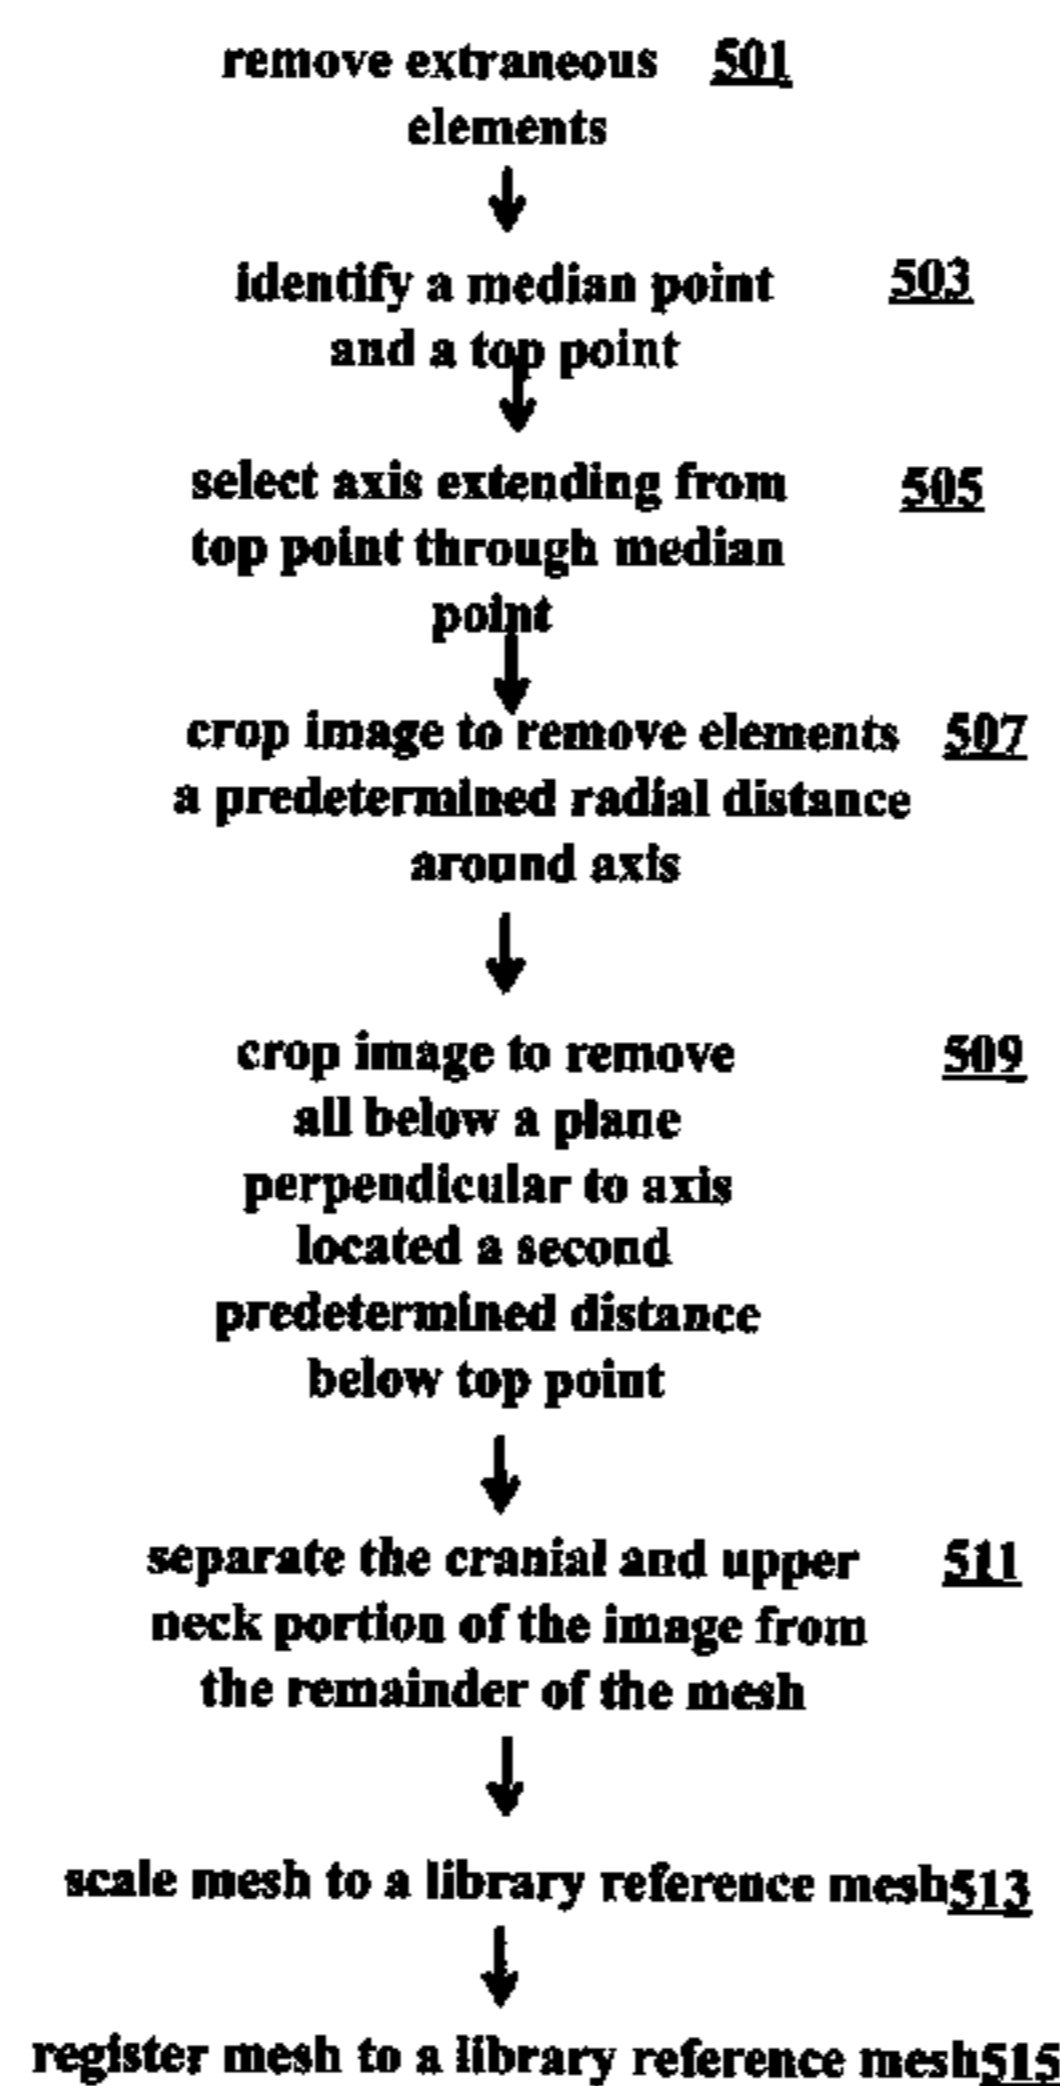 remove extraneous 501
elements
identify a median point 503
and a top point
select axis extending from 505
top point through median
point
crop image to remove elements 507
a predetermined radial distance
around axis
crop image to remove 509
all below a plane
perpendicular to axis
located a second
predetermined distance
below top point
separate the cranial and upper 511
neck portion of the image from
the remainder of the mesh
scale mesh to a library reference mesh513
register mesh to a library reference mesh515